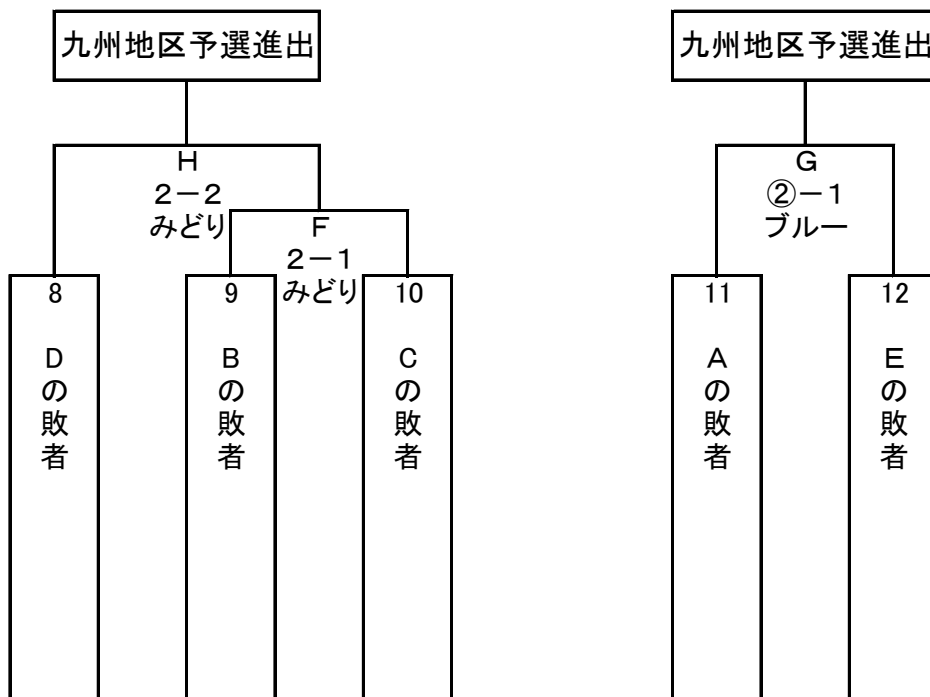 九州地区予選進出
H
2−2
みどり
F
2−1
みどり
8
Dの敗者
9
Bの敗者
10
Cの敗者
九州地区予選進出
G
②−1
ブルー
11
Aの敗者
12
Eの敗者